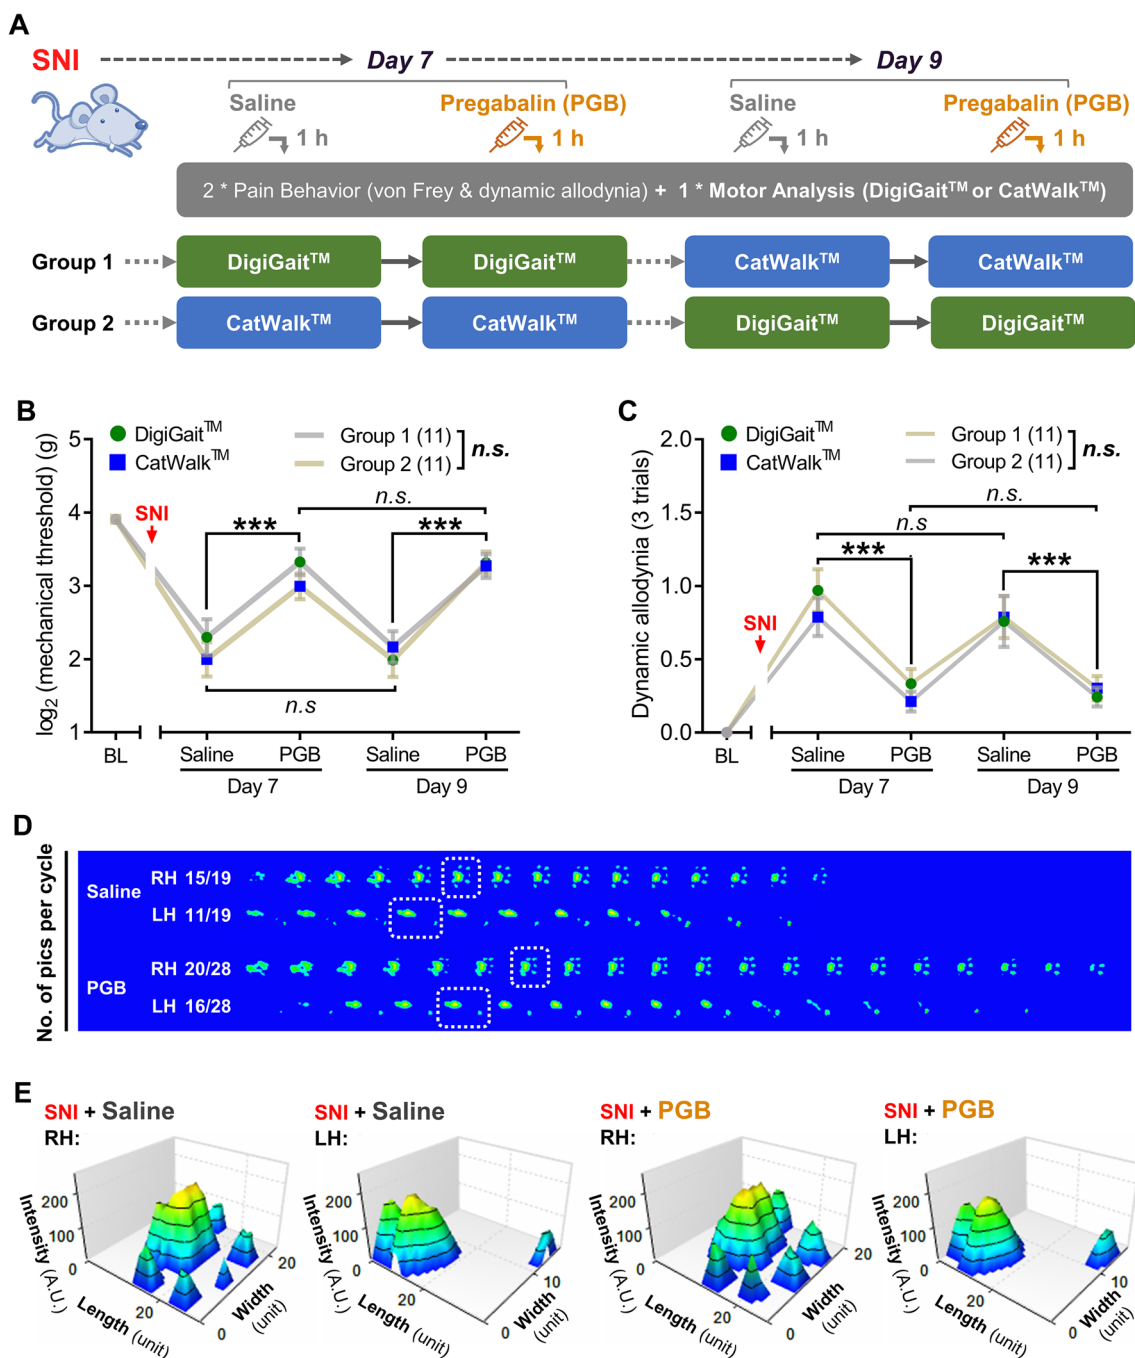 A
SNI Day 7 Day 9
Saline Pregabalin (PGB) Saline Pregabalin (PGB)
1 h 1 h 1 h 1 h
2 * Pain Behavior (von Frey & dynamic allodynia) + 1 * Motor Analysis (DigiGait™ or CatWalk™)
Group 1 DigiGait™ DigiGait™ CatWalk™ CatWalk™
Group 2 CatWalk™ CatWalk™ DigiGait™ DigiGait™
B
log2 (mechanical threshold) (g)
5
4
3
2
1
DigiGait™
CatWalk™
Group 1 (11)
Group 2 (11)
n.s.
SNI
***
n.s.
***
n.s
BL Saline PGB Saline PGB
Day 7 Day 9
C
Dynamic allodynia (3 trials)
2.0
1.5
1.0
0.5
0.0
DigiGait™
CatWalk™
Group 1 (11)
Group 2 (11)
n.s.
n.s.
n.s
***
***
SNI
BL Saline PGB Saline PGB
Day 7 Day 9
D
No. of pics per cycle
Saline
RH 15/19
LH 11/19
PGB
RH 20/28
LH 16/28
E
SNI + Saline
RH:
Intensity (A.U.)
200
100
0
20
Length (unit)
0
20
Width (unit)
SNI + Saline
LH:
Intensity (A.U.)
200
100
0
20
Length (unit)
0
10
Width (unit)
SNI + PGB
RH:
Intensity (A.U.)
200
100
0
20
Length (unit)
0
20
Width (unit)
SNI + PGB
LH:
Intensity (A.U.)
200
100
0
20
Length (unit)
0
10
Width (unit)